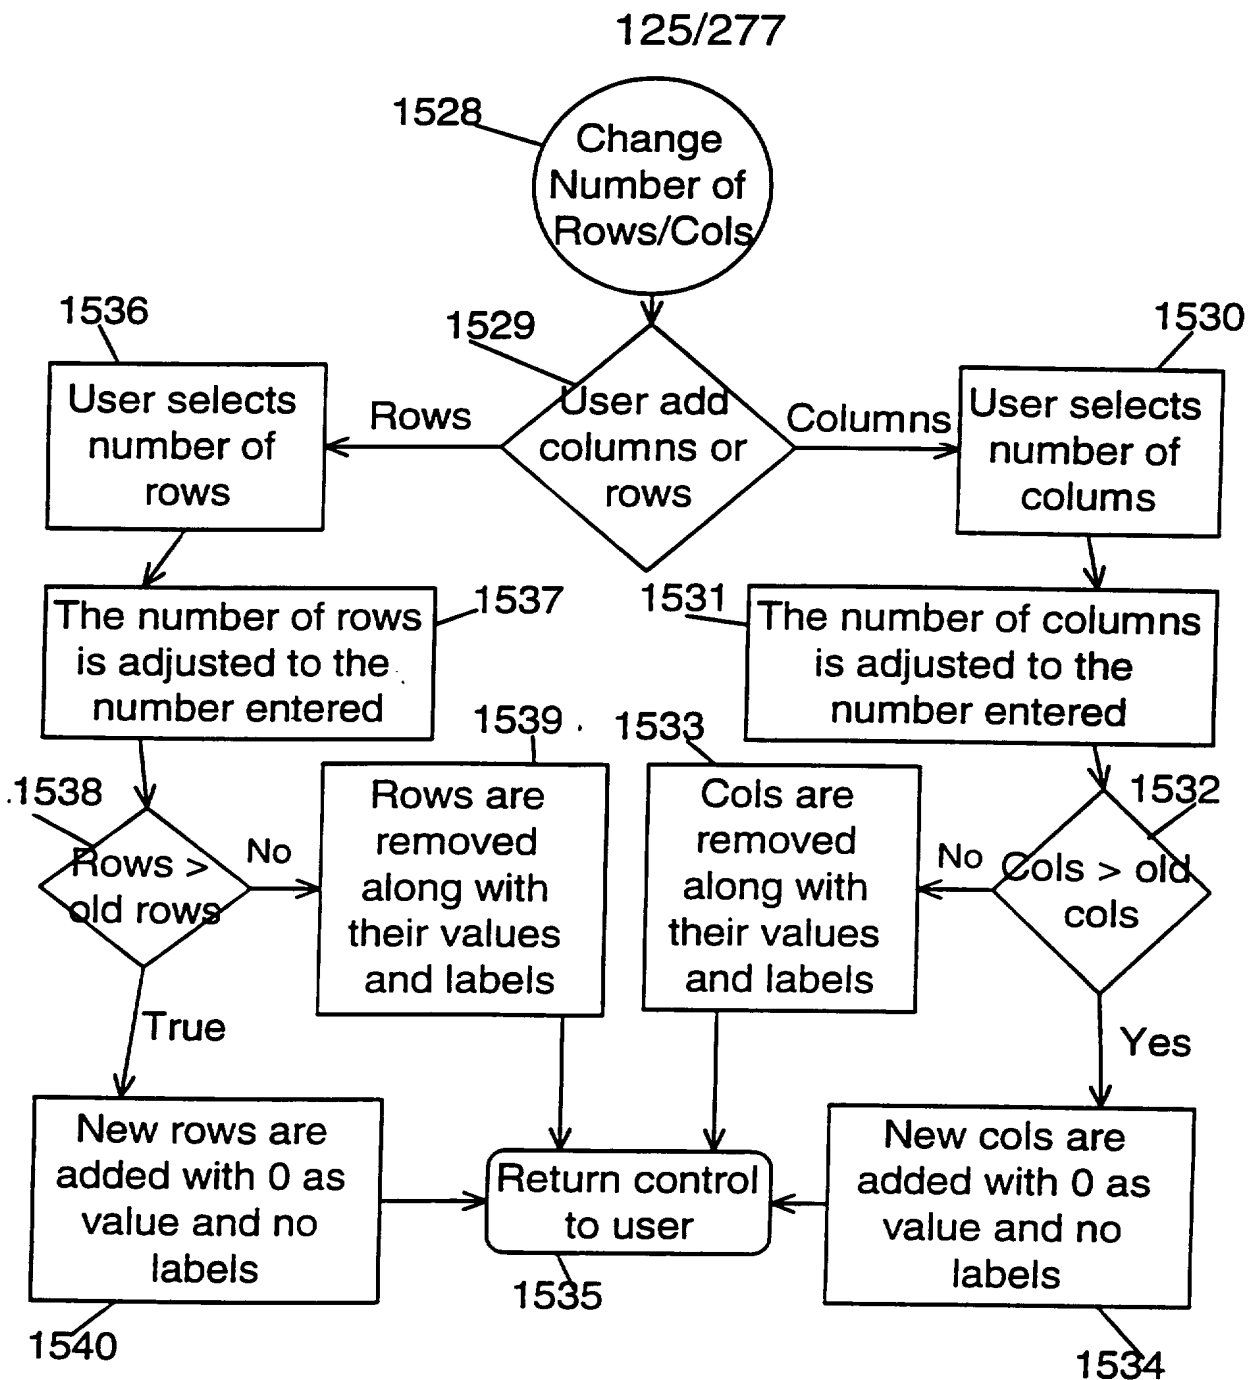 125/277
1528
Change
Number of
Rows/Cols
1536
1529
1530
User selects
number of
rows
Rows
User add
columns or
rows
Columns
User selects
number of
colums
1537
1531
The number of rows
is adjusted to the
number entered
The number of columns
is adjusted to the
number entered
1539
1533
1538
1532
Rows >
old rows
No
Rows are
removed
along with
their values
and labels
Cols are
removed
along with
their values
and labels
No
Cols > old
cols
True
Yes
New rows are
added with 0 as
value and no
labels
Return control
to user
New cols are
added with 0 as
value and no
labels
1535
1540
1534